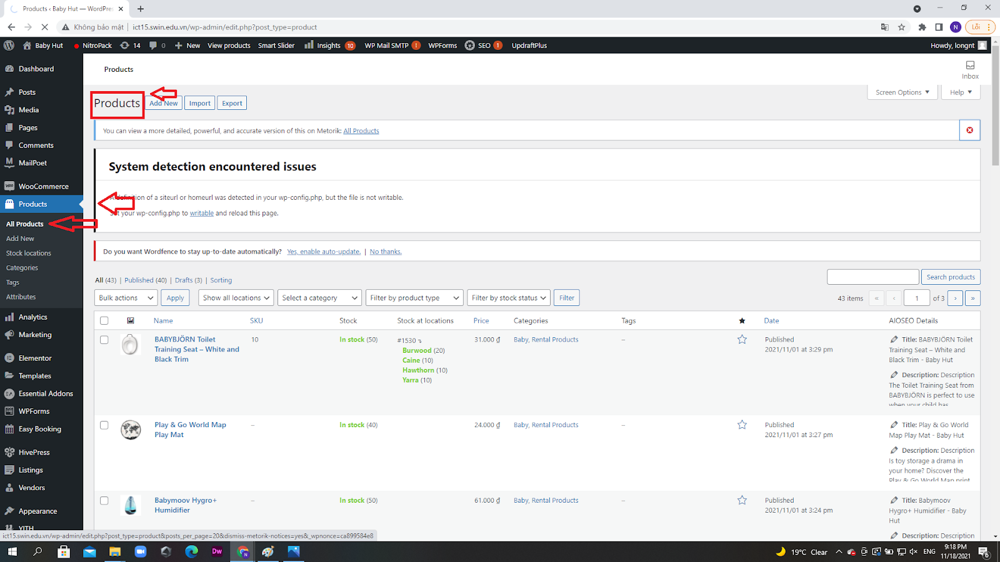 Products ‹ Baby Hut — WordPre
Không bảo mật | ict15.swin.edu.vn/wp-admin/edit.php?post_type=product
N
Lỗi
Baby Hut NitroPack 14 0 New View products Smart Slider Insights 10 WP Mail SMTP ! WPForms SEO 1 UpdraftPlus Howdy, longnt
Dashboard
Posts
Media
Pages
Comments
MailPoet
WooCommerce
Products
All Products
Add New
Stock locations
Categories
Tags
Attributes
Analytics
Marketing
Elementor
Templates
Essential Addons
WPForms
Easy Booking
HivePress
Listings
Vendors
Appearance
YITH
Products
Inbox
Screen Options Help
Products Add New Import Export
You can view a more detailed, powerful, and accurate version of this on Metorik: All Products
System detection encountered issues
definition of a siteurl or homeurl was detected in your wp-config.php, but the file is not writable.
your wp-config.php to writable and reload this page.
Do you want Wordfence to stay up-to-date automatically? Yes, enable auto-update. | No thanks.
All (43) | Published (40) | Drafts (3) | Sorting
Search products
Bulk actions Apply Show all locations Select a category Filter by product type Filter by stock status Filter
43 items « ‹ 1 of 3 › »
Name SKU Stock Stock at locations Price Categories Tags Date AIOSEO Details
BABYBJÖRN Toilet
Training Seat – White and
Black Trim
10
In stock (50)
#1530
Burwood (20)
Caine (10)
Hawthorn (10)
Yarra (10)
31.000 ₫
Baby, Rental Products
–
Published
2021/11/01 at 3:29 pm
Title: BABYBJÖRN Toilet
Training Seat – White and
Black Trim - Baby Hut
Description: Description
The Toilet Training Seat from
BABYBJÖRN is perfect to use
when your child has
Play & Go World Map
Play Mat
–
In stock (40)
24.000 ₫
Baby, Rental Products
–
Published
2021/11/01 at 3:27 pm
Title: Play & Go World
Map Play Mat - Baby Hut
Description: Description
Is toy storage a drama in
your home? Discover the
Play & Go World Map print
Babymoov Hygro+
Humidifier
–
In stock (50)
61.000 ₫
Baby, Rental Products
–
Published
2021/11/01 at 3:24 pm
Title: Babymoov
Hygro+ Humidifier - Baby
Hut
Description: Description
ict15.swin.edu.vn/wp-admin/edit.php?post_type=product&posts_per_page=20&dismiss-metorik-notices=yes&_wpnonce=ca899584e8
Dw
N
19°C Clear
ENG
9:18 PM
11/18/2021
6